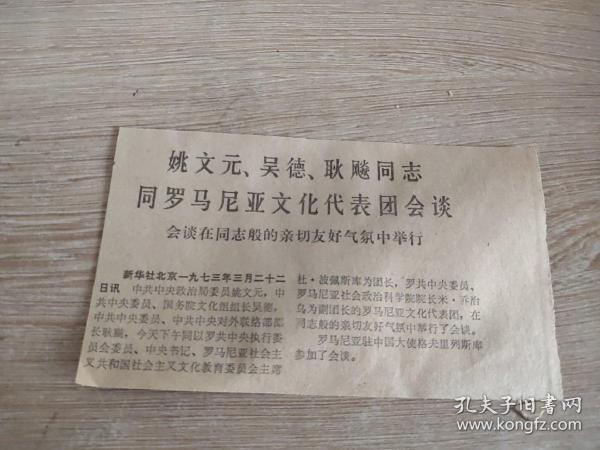 姚文元、吴德、耿飚同志
同罗马尼亚文化代表团会谈
会谈在同志般的亲切友好气氛中举行
新华社北京一九七三年三月二十二
日讯 中共中央政治局委员姚文元，中
共中央委员、国务院文化组组长吴德，
中共中央委员、中共中央对外联络部部
长耿飚，今天下午同以罗共中央执行委
员会委员、中央书记、罗马尼亚社会主
义共和国社会主义文化教育委员会主席
杜·波佩斯库为团长，罗共中央委员、
罗马尼亚社会政治科学院院长米·乔治
乌为副团长的罗马尼亚文化代表团，在
同志般的亲切友好气氛中举行了会谈。
罗马尼亚驻中国大使格夫里列斯库
参加了会谈。
孔夫子旧书网
www.kongfz.com